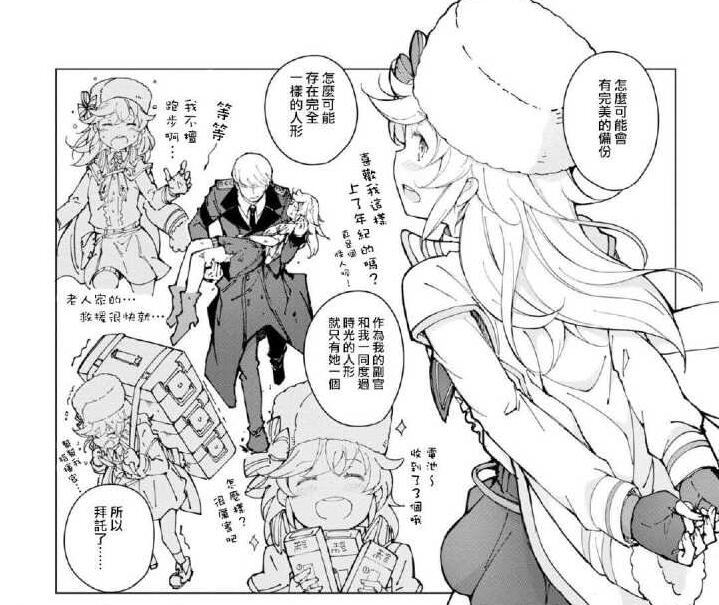 怎麼可能會
有完美的備份
怎麼可能
存在完全
一樣的人形
等等
我不擅
跑步啊…
喜歡我這樣
上了年紀的嗎？
老人家的…
救援很快就…
作為我的副官
和我一同度過
時光的人形
就只有她一個
電池～
收到了3個哦
怎麼樣？
很厲害吧
所以
拜託了…